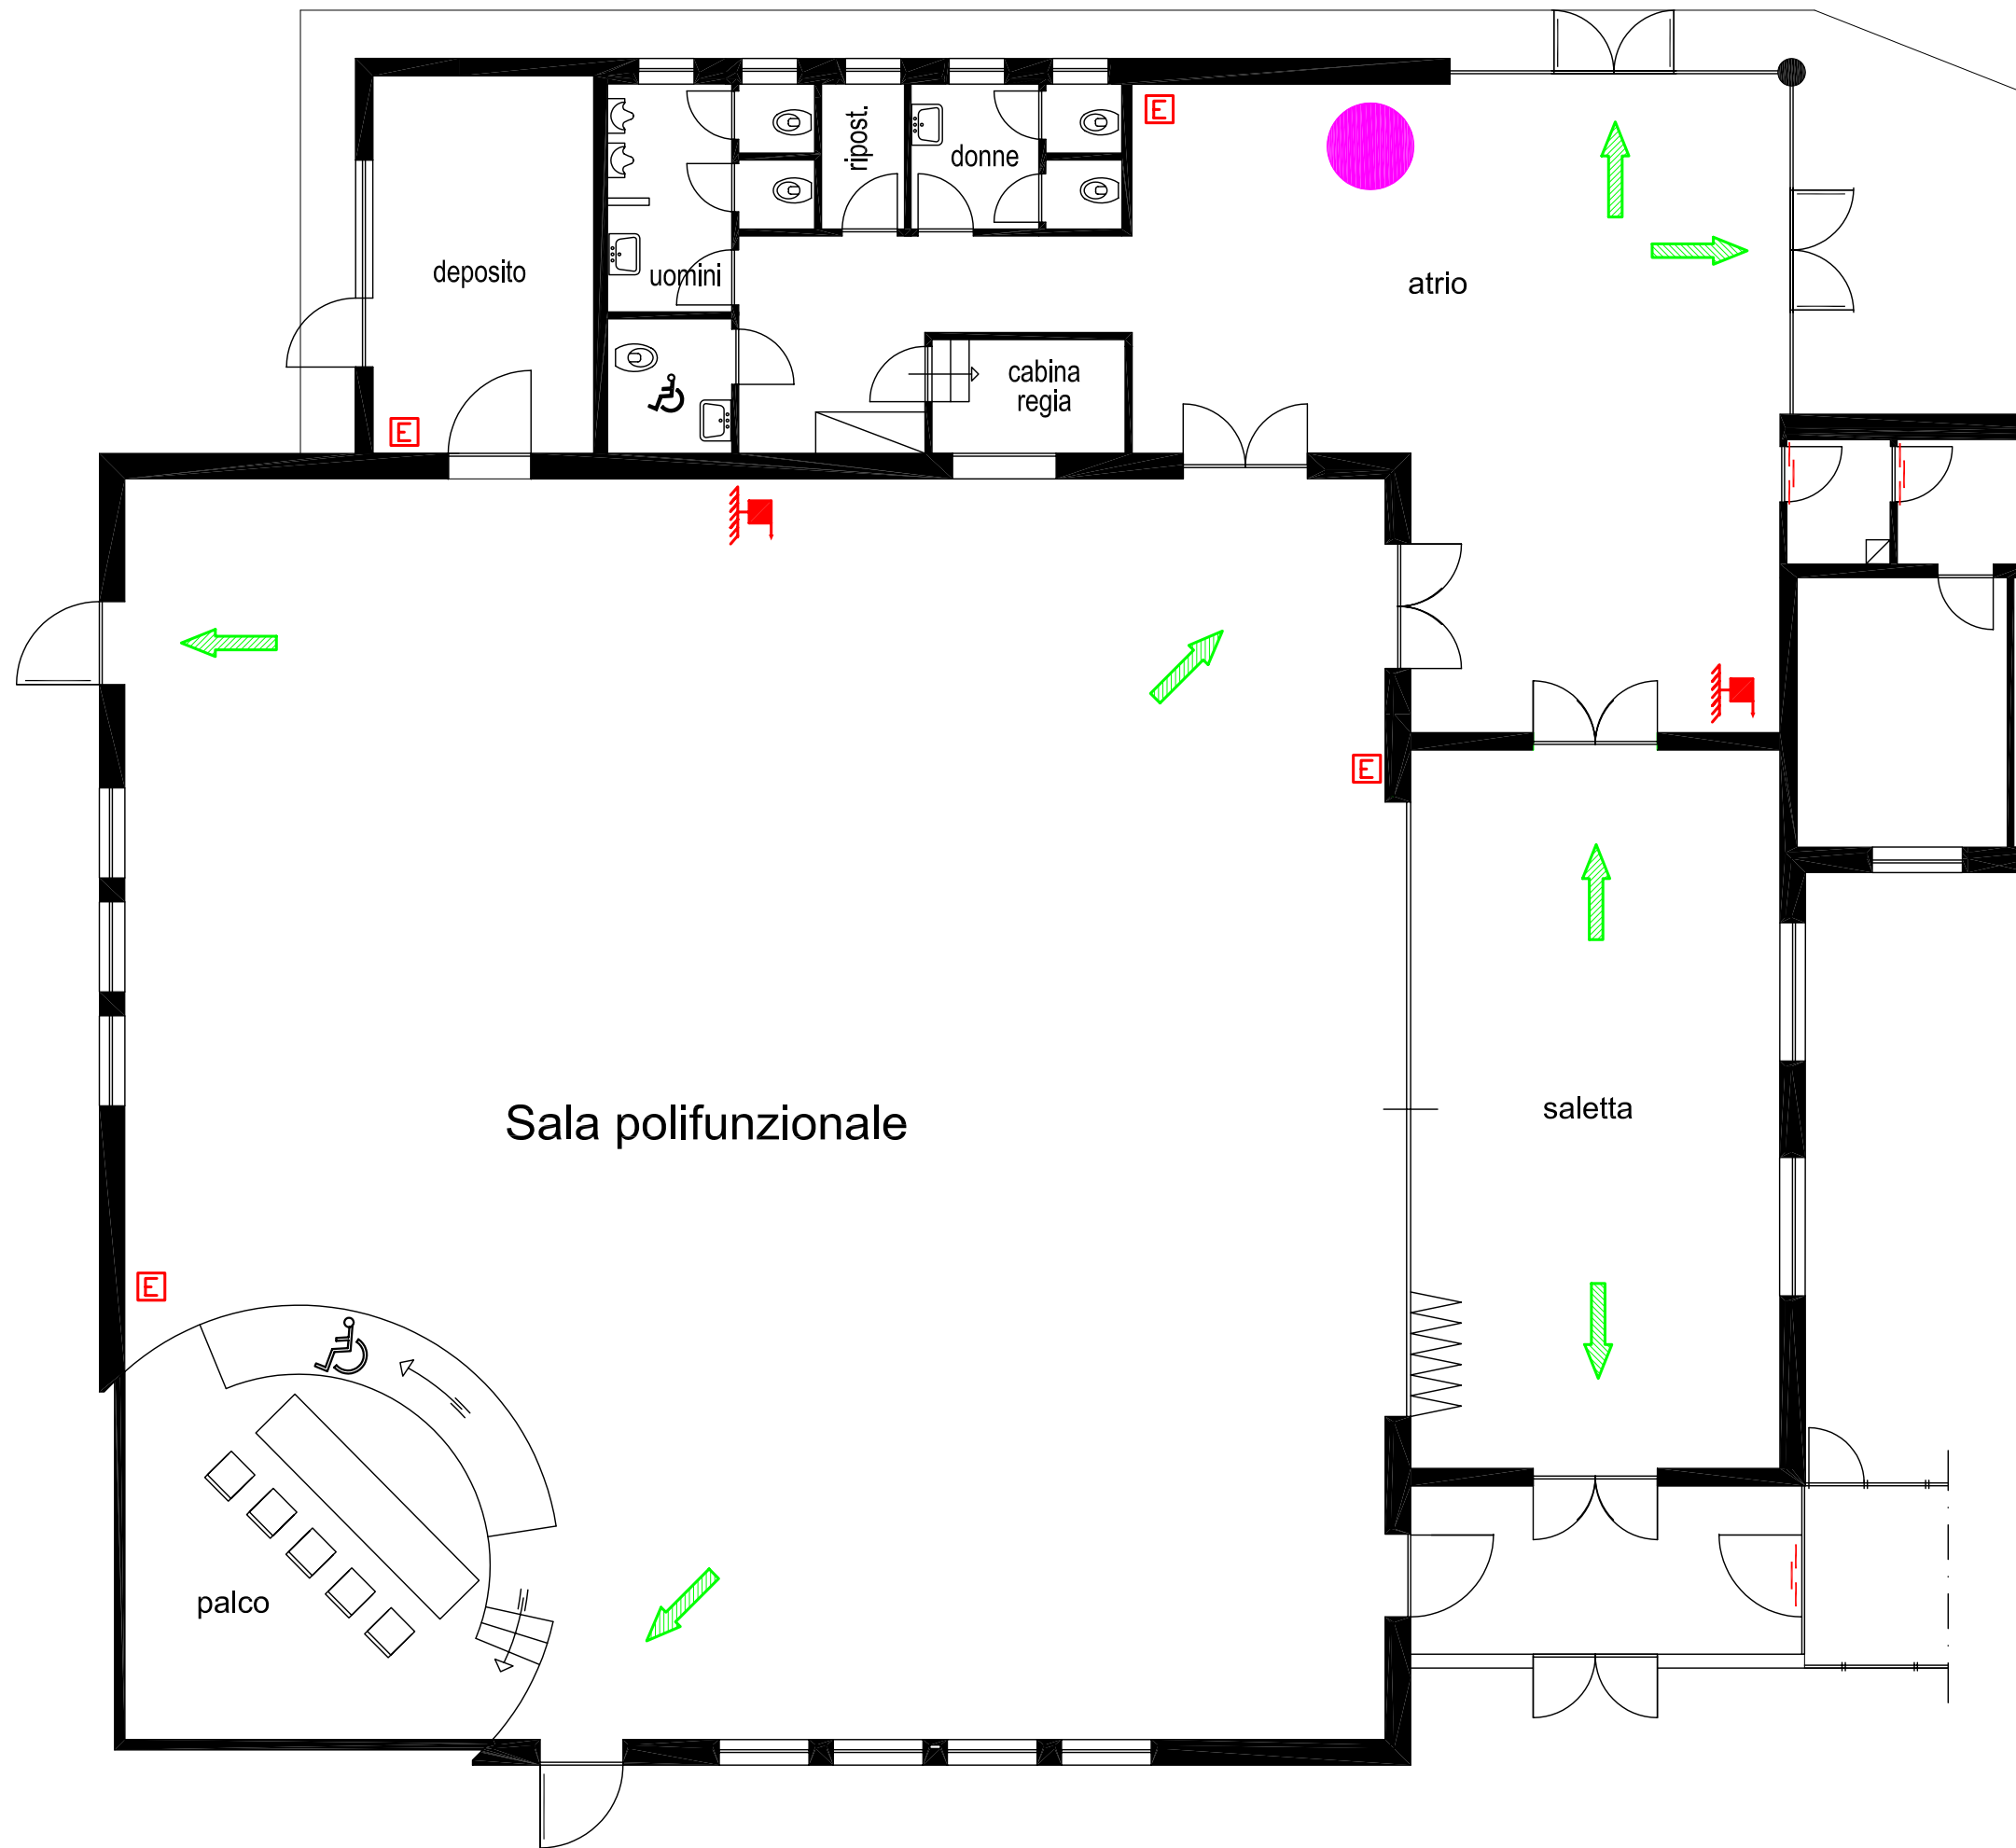 ripost.
donne
E
deposito
uomini
atrio
cabina
regia
E
E
Sala polifunzionale
saletta
E
palco